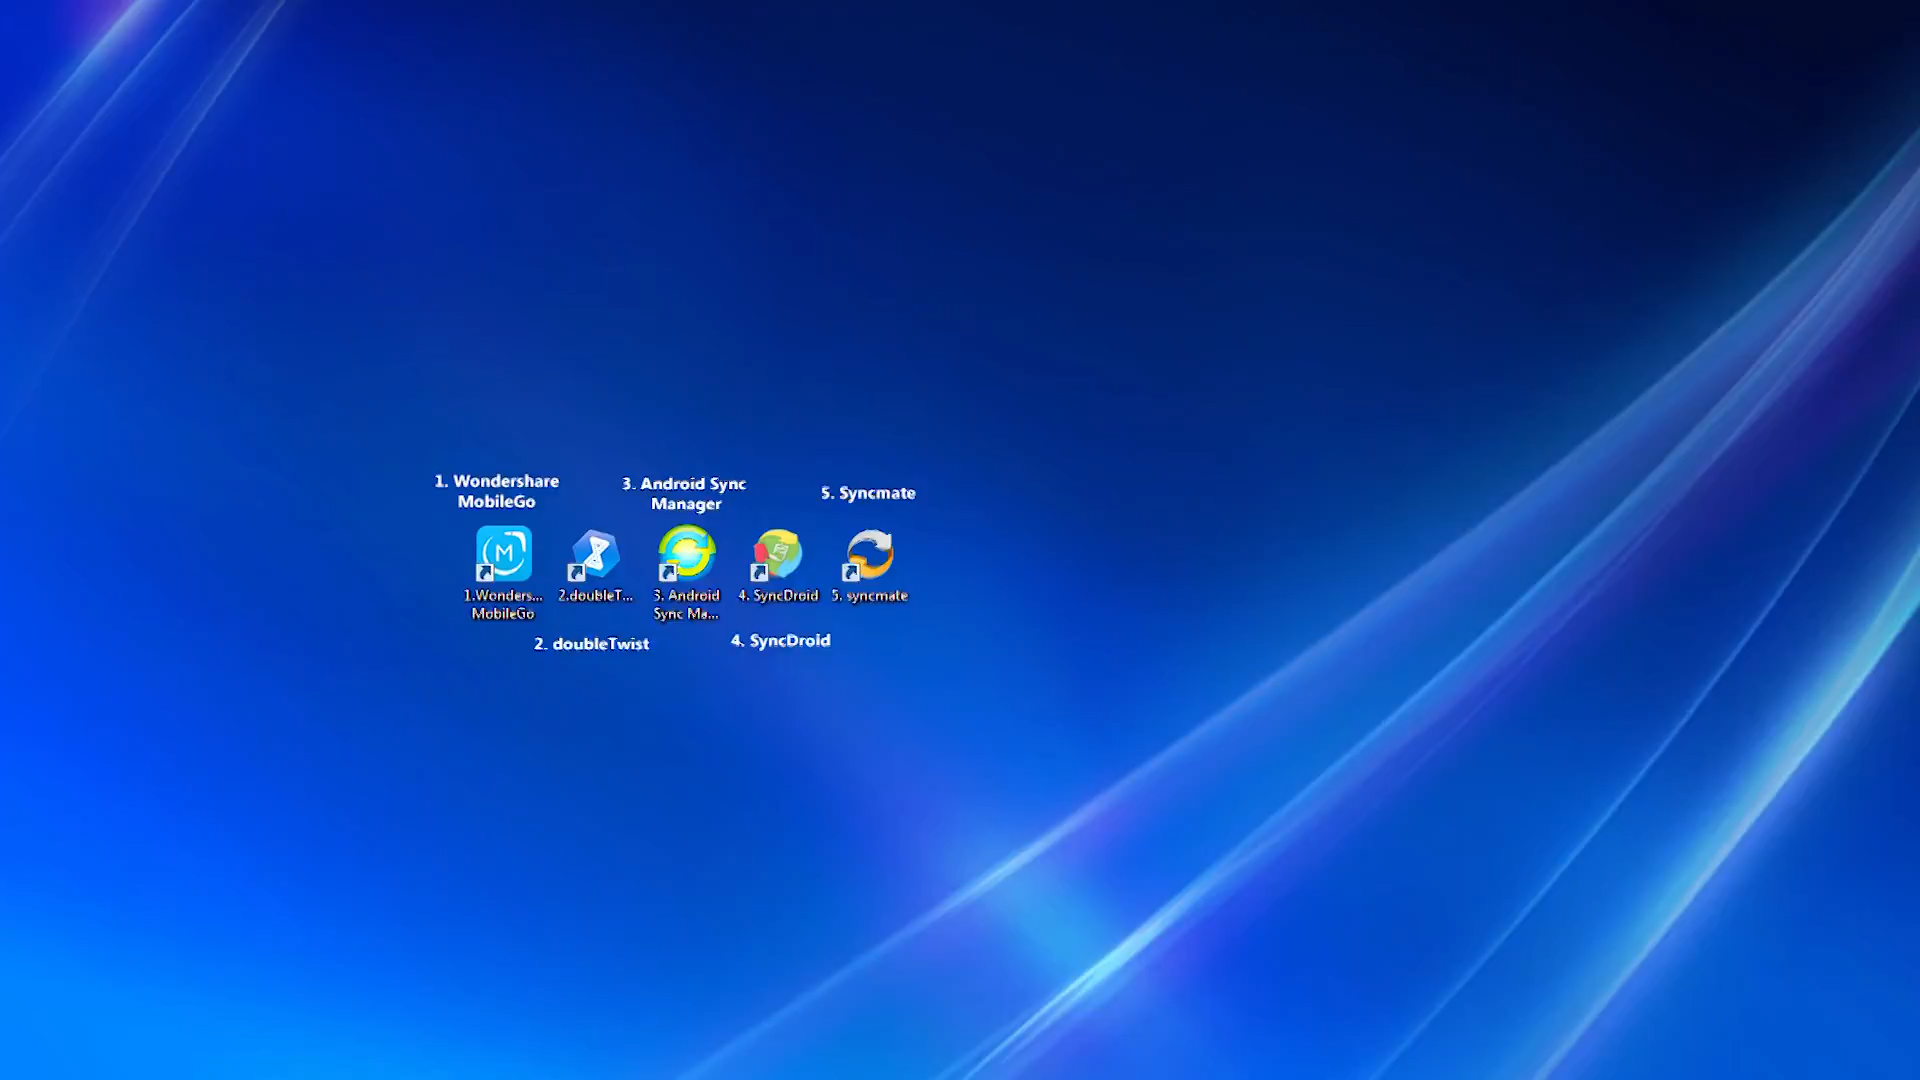 1. Wondershare
MobileGo
3. Android Sync
Manager
5. Syncmate
M
1.Wonders...
MobileGo
2.doubleT...
3. Android
Sync Ma...
4. SyncDroid
5. syncmate
2. doubleTwist
4. SyncDroid